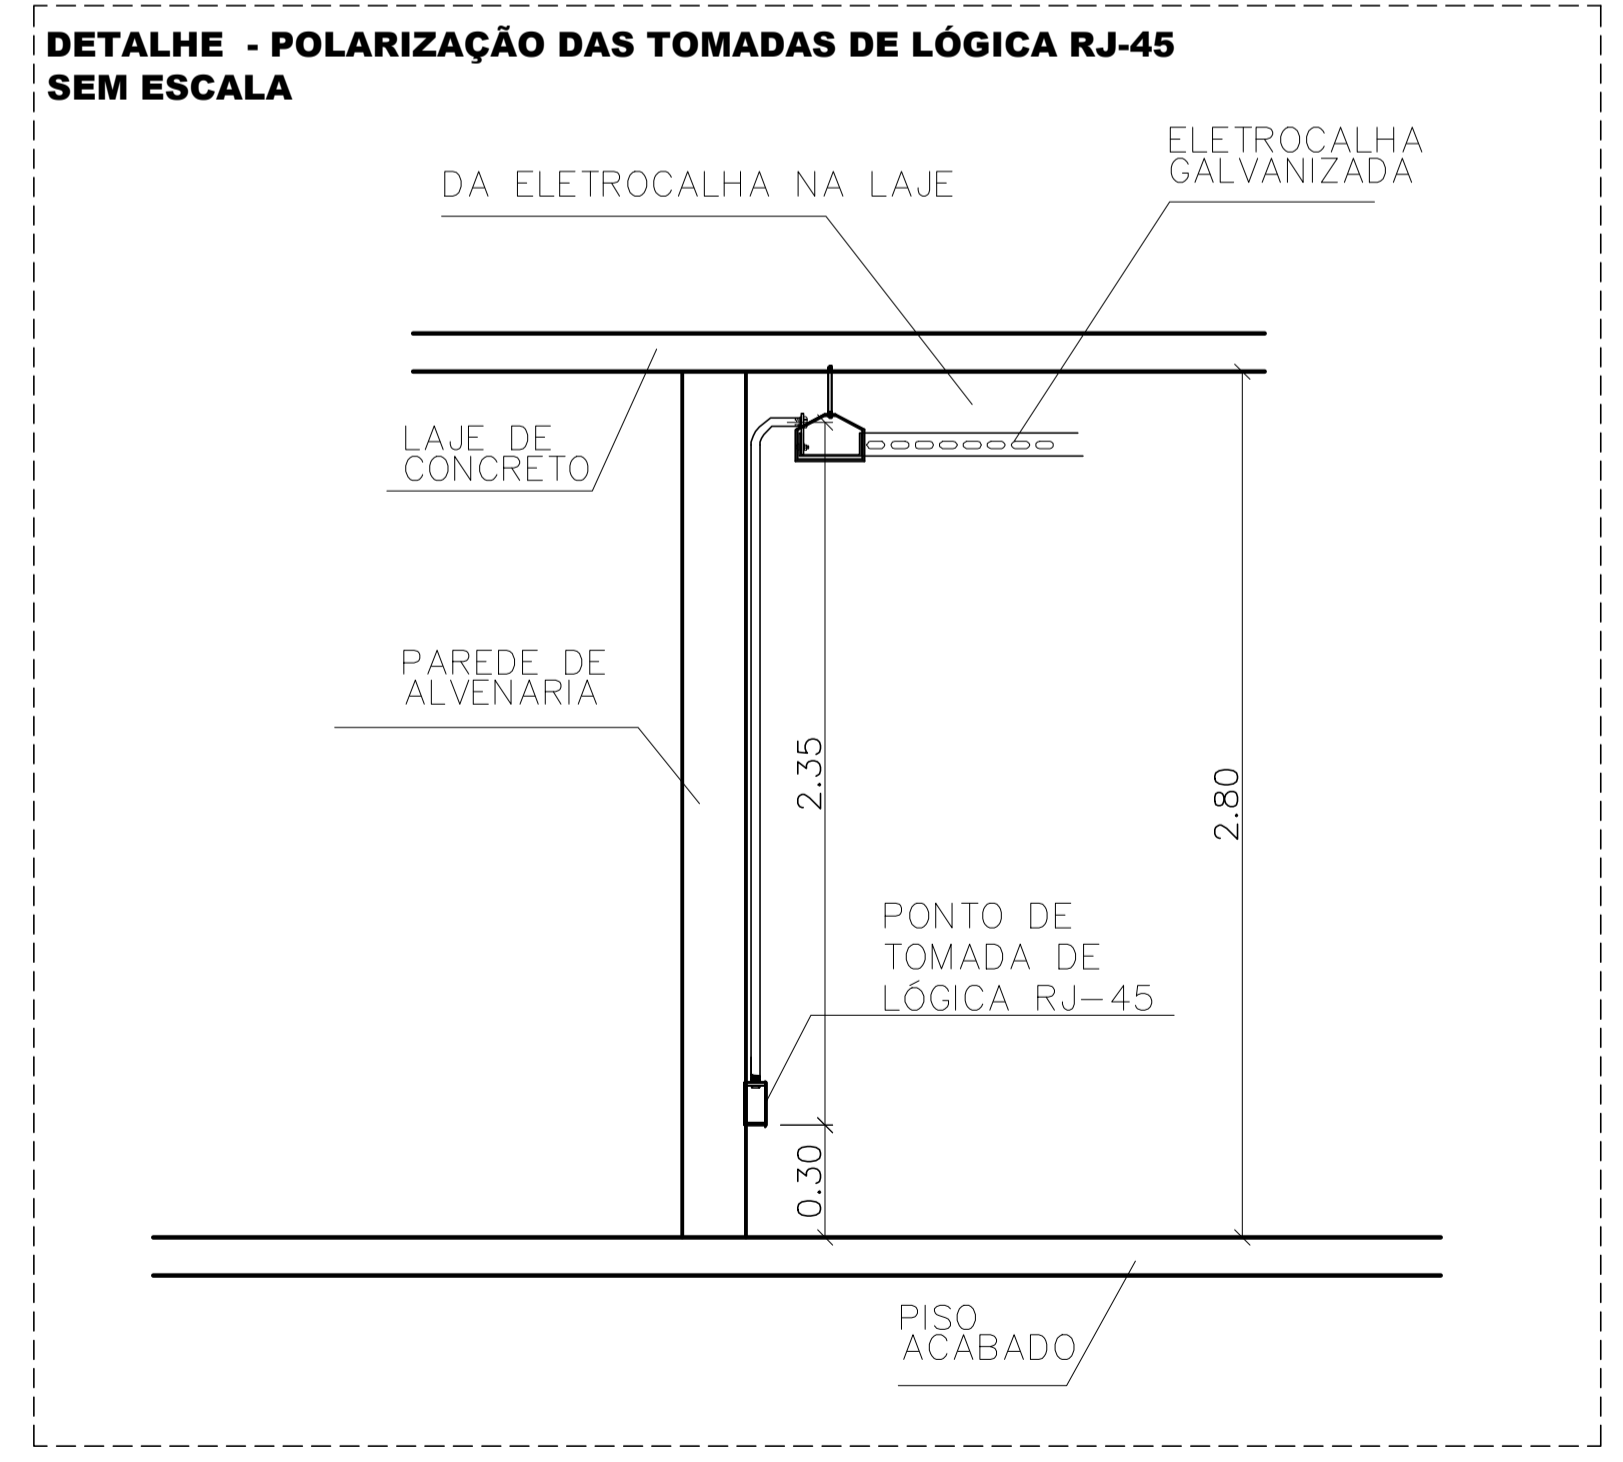 DETALHE - POLARIZAÇÃO DAS TOMADAS DE LÓGICA RJ-45
SEM ESCALA
ELETROCALHA
GALVANIZADA
DA ELETROCALHA NA LAJE
LAJE DE
CONCRETO
PAREDE DE
ALVENARIA
2.35
2.80
PONTO DE
TOMADA DE
LÓGICA RJ-45
0.30
PISO
ACABADO